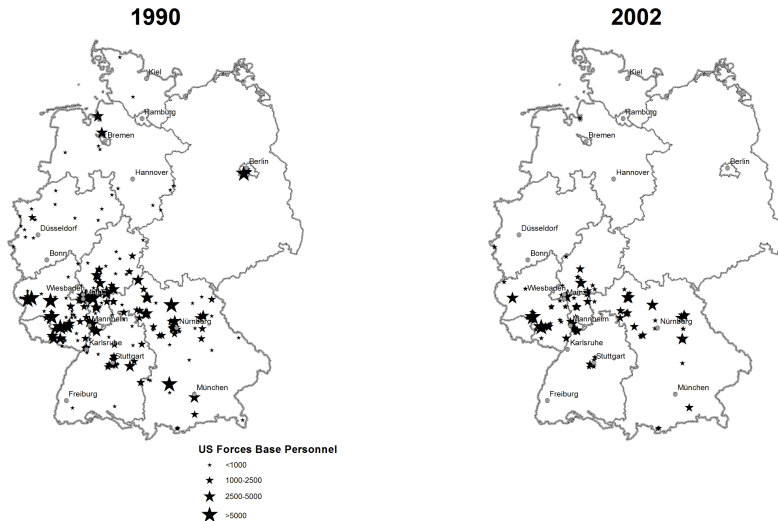 1990
2002
Kiel
Hamburg
Bremen
Berlin
Hannover
Düsseldorf
Bonn
Wiesbaden
Mannheim
Nürnberg
Karlsruhe
Stuttgart
München
Freiburg
Kiel
Hamburg
Bremen
Berlin
Hannover
Düsseldorf
Bonn
Wiesbaden
Mainz
Mannheim
Nürnberg
Karlsruhe
Stuttgart
München
Freiburg
US Forces Base Personnel
<1000
1000-2500
2500-5000
>5000